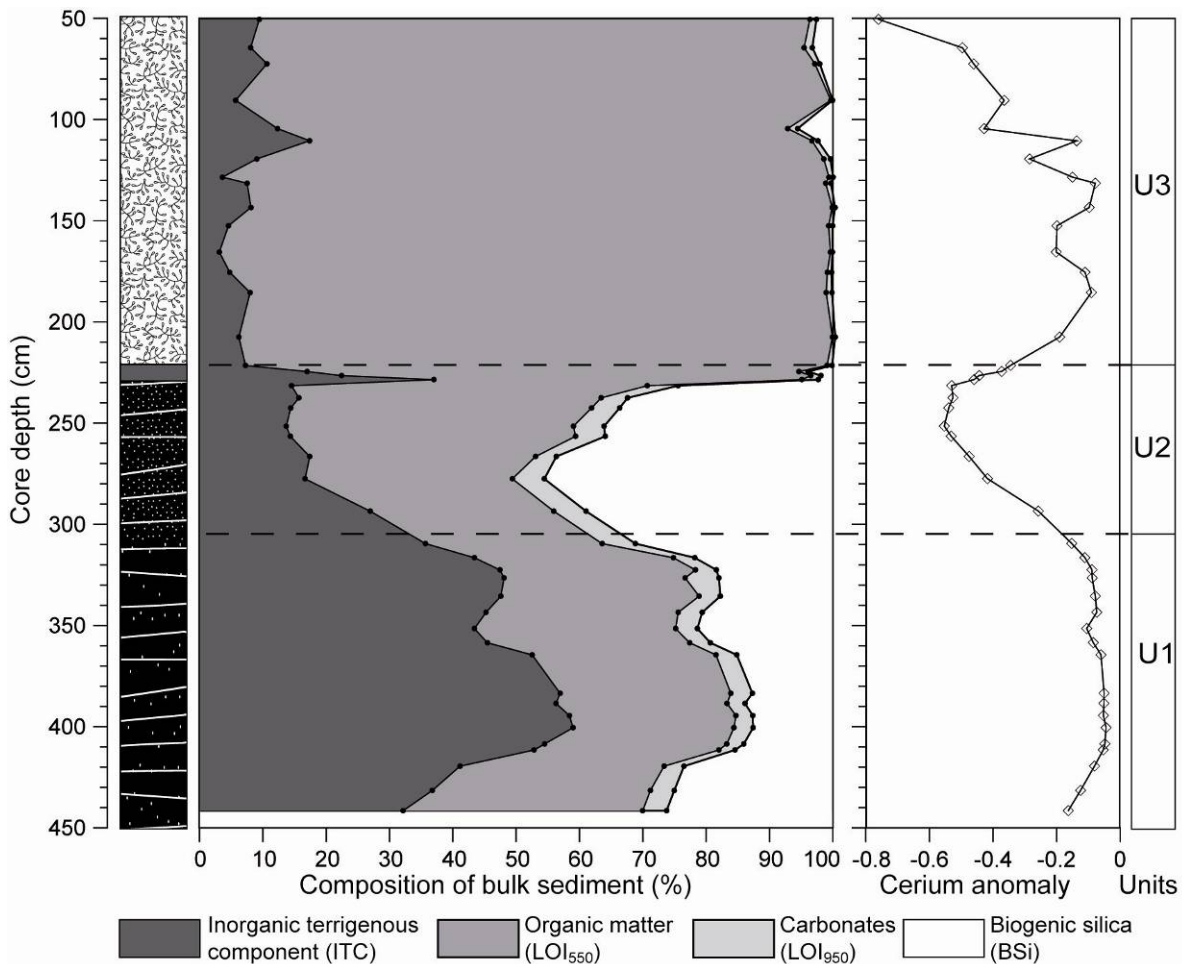 50
100
150
200
250
300
350
400
450
Core depth (cm)
0 10 20 30 40 50 60 70 80 90 100
Composition of bulk sediment (%)
-0.8 -0.6 -0.4 -0.2 0
Cerium anomaly
Units
U3
U2
U1
Inorganic terrigenous
component (ITC)
Organic matter
(LOI550)
Carbonates
(LOI950)
Biogenic silica
(BSi)